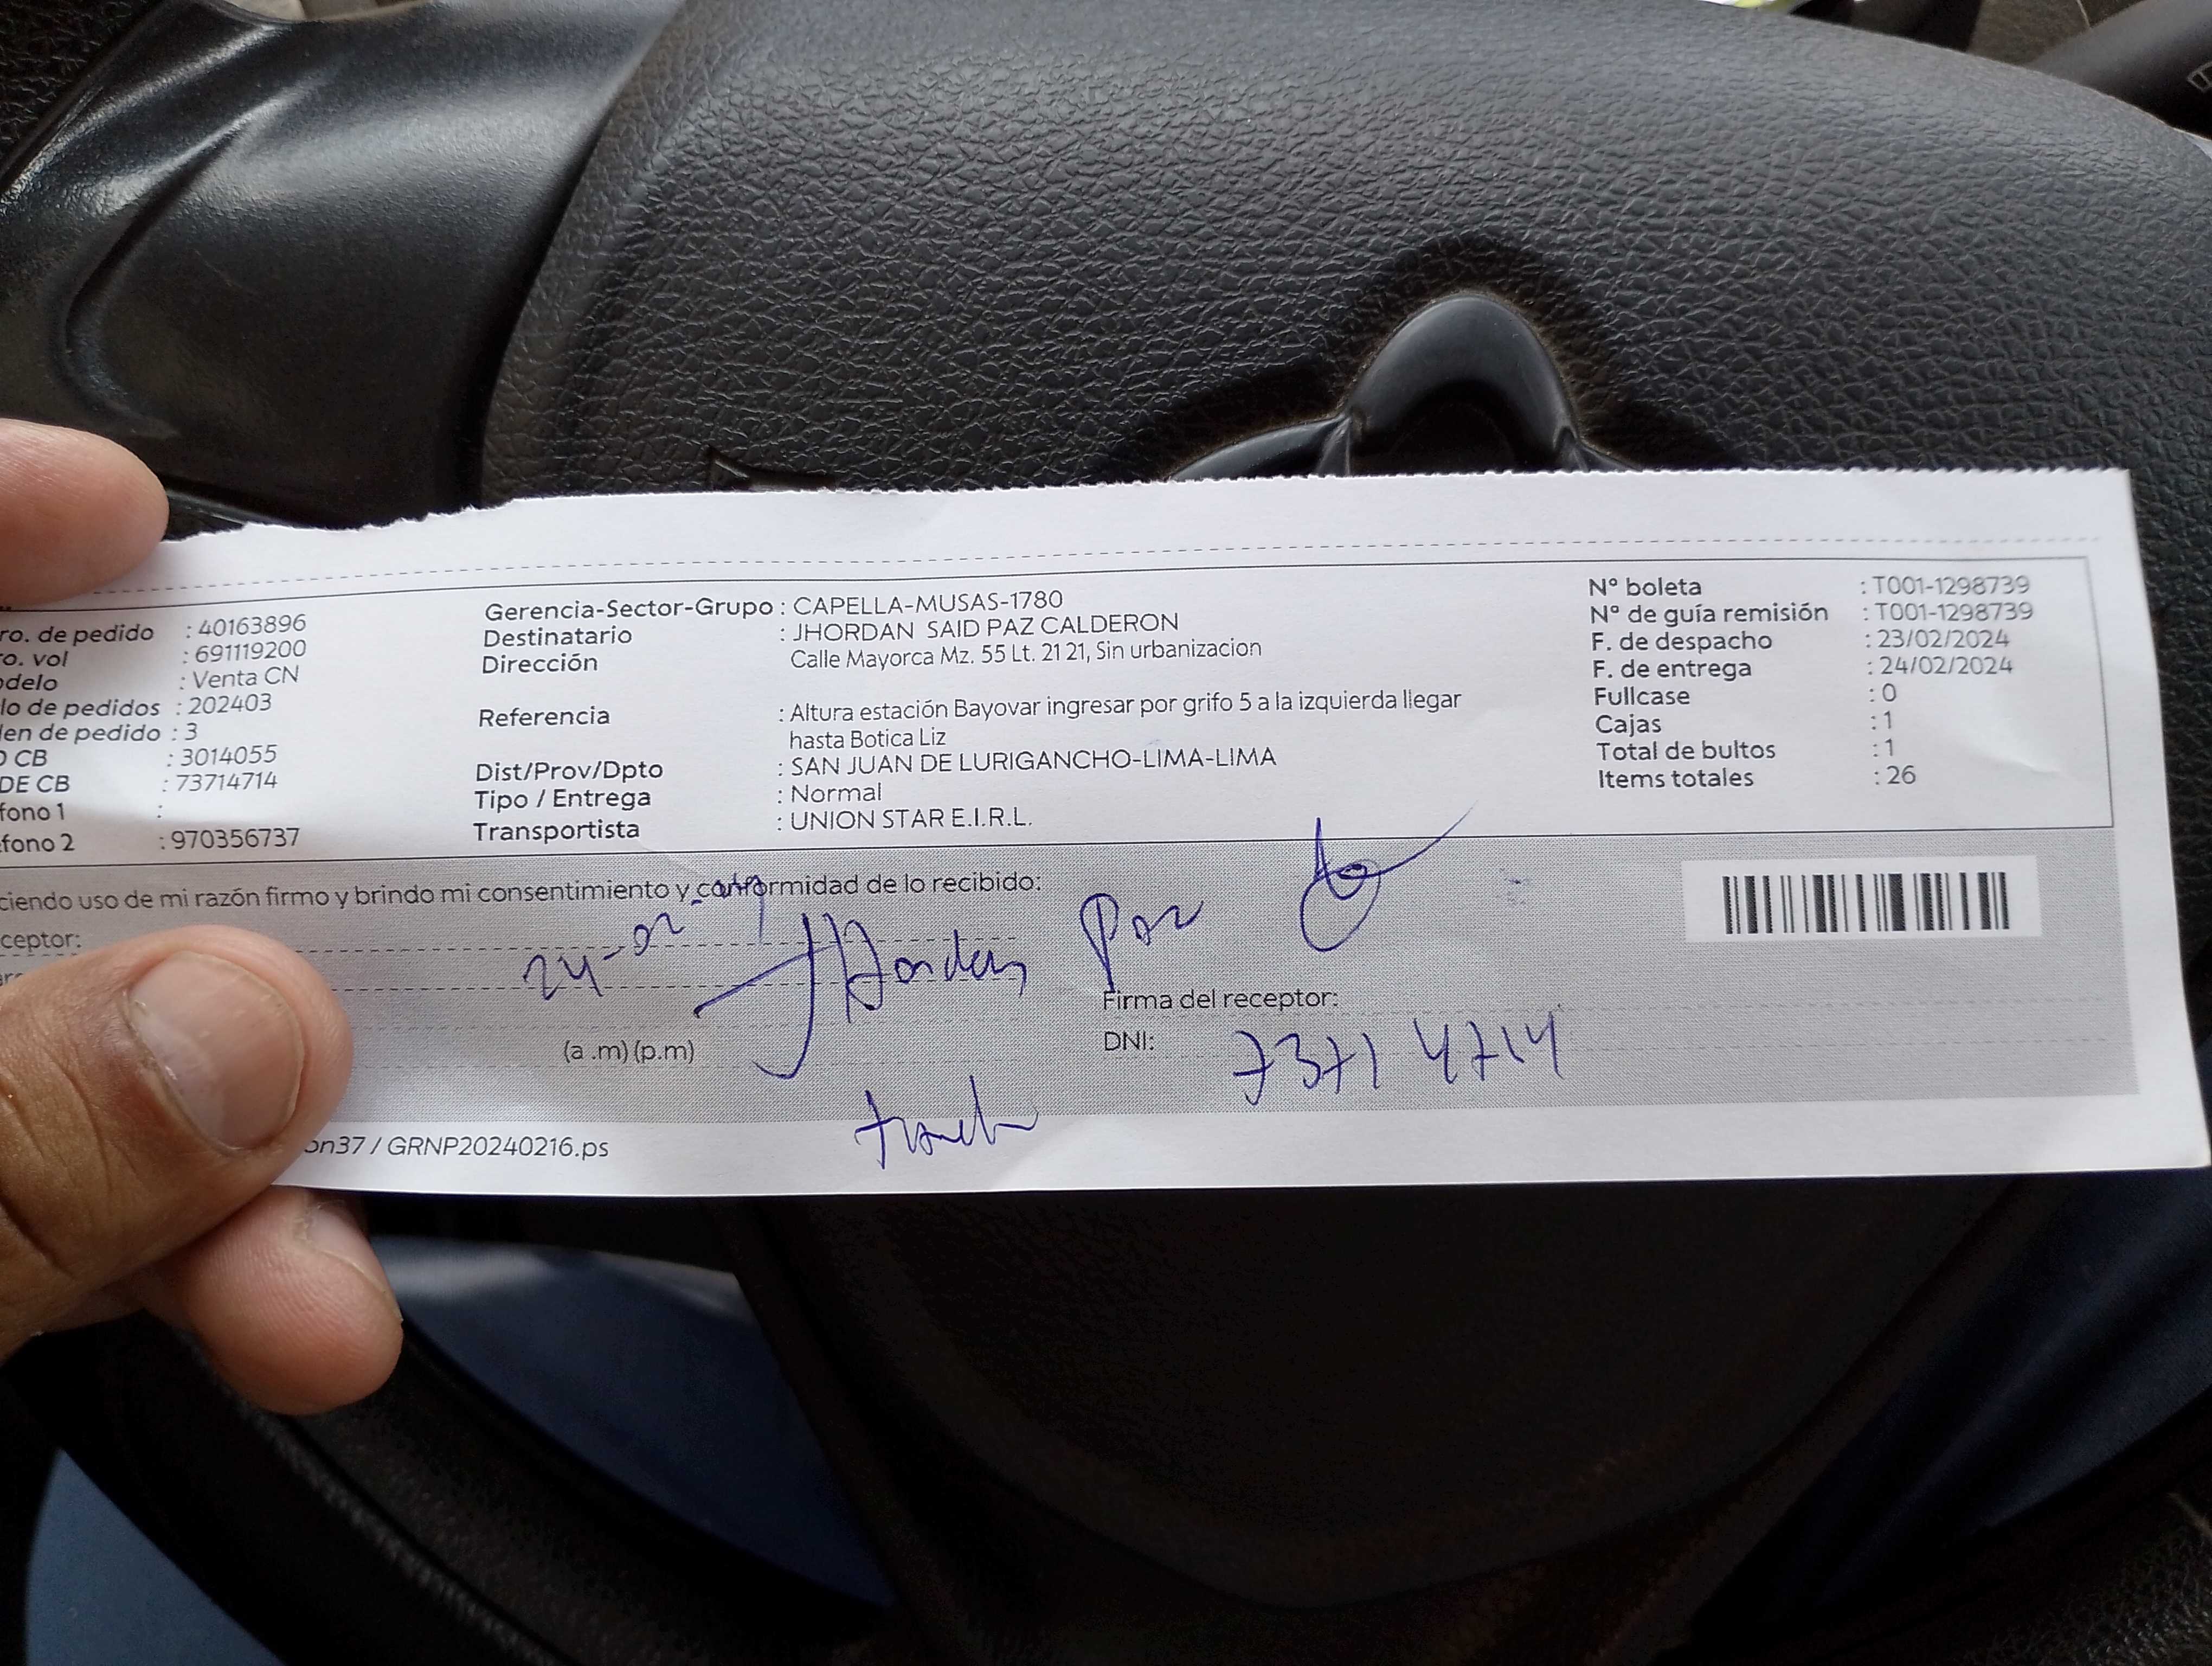 ro. de pedido : 40163896
o. vol : 691119200
odelo : Venta CN
lo de pedidos : 202403
en de pedido : 3
O CB : 3014055
DE CB : 73714714
fono 1 :
fono 2 : 970356737
Gerencia-Sector-Grupo : CAPELLA-MUSAS-1780
Destinatario : JHORDAN SAID PAZ CALDERON
Dirección Calle Mayorca Mz. 55 Lt. 21 21, Sin urbanizacion
Referencia : Altura estación Bayovar ingresar por grifo 5 a la izquierda llegar
hasta Botica Liz
Dist/Prov/Dpto : SAN JUAN DE LURIGANCHO-LIMA-LIMA
Tipo / Entrega : Normal
Transportista : UNION STAR E.I.R.L.
N° boleta : T001-1298739
N° de guía remisión : T001-1298739
F. de despacho : 23/02/2024
F. de entrega : 24/02/2024
Fullcase : 0
Cajas : 1
Total de bultos : 1
Items totales : 26
ciendo uso de mi razón firmo y brindo mi consentimiento y conformidad de lo recibido:
ceptor:
24-02-24 JHordan Paz
Firma del receptor:
(a .m) (p.m)
DNI: 73714714
on37 / GRNP20240216.ps